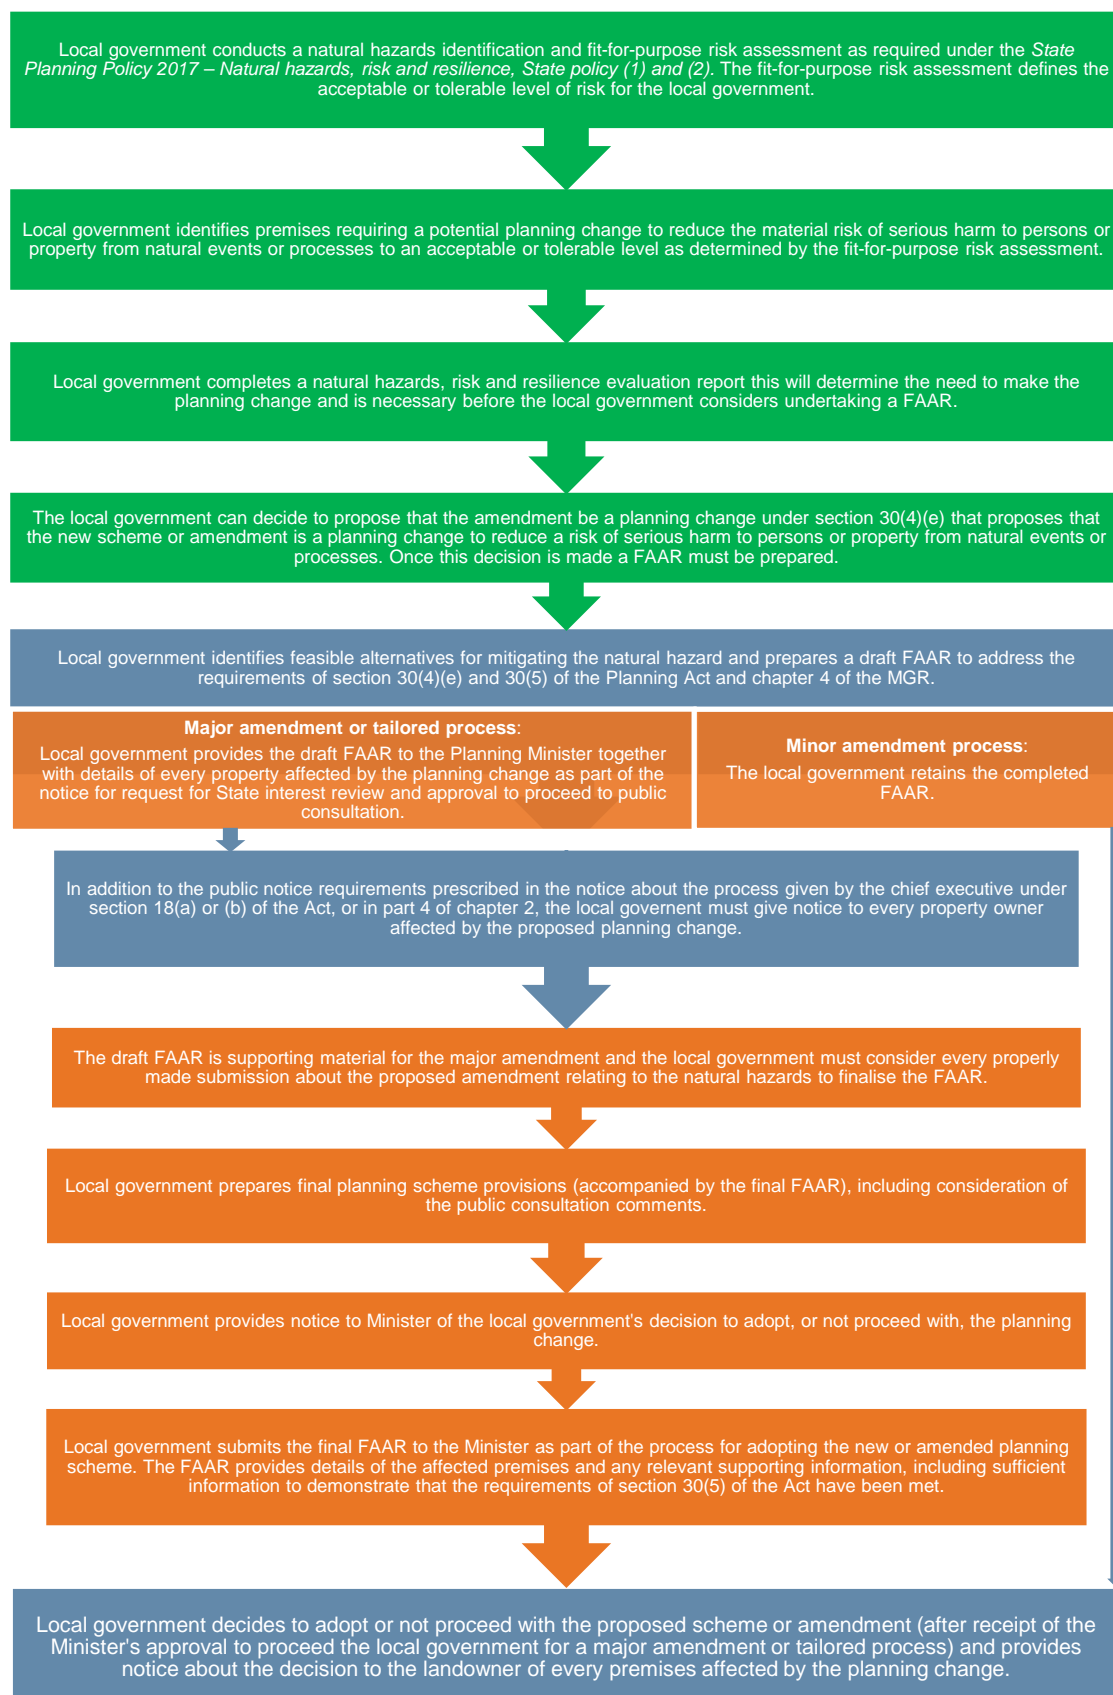 Local government conducts a natural hazards identification and fit-for-purpose risk assessment as required under the State
Planning Policy 2017 – Natural hazards, risk and resilience, State policy (1) and (2). The fit-for-purpose risk assessment defines the
acceptable or tolerable level of risk for the local government.
Local government identifies premises requiring a potential planning change to reduce the material risk of serious harm to persons or
property from natural events or processes to an acceptable or tolerable level as determined by the fit-for-purpose risk assessment.
Local government completes a natural hazards, risk and resilience evaluation report this will determine the need to make the
planning change and is necessary before the local government considers undertaking a FAAR.
The local government can decide to propose that the amendment be a planning change under section 30(4)(e) that proposes that
the new scheme or amendment is a planning change to reduce a risk of serious harm to persons or property from natural events or
processes. Once this decision is made a FAAR must be prepared.
Local government identifies feasible alternatives for mitigating the natural hazard and prepares a draft FAAR to address the
requirements of section 30(4)(e) and 30(5) of the Planning Act and chapter 4 of the MGR.
Major amendment or tailored process:
Local government provides the draft FAAR to the Planning Minister together
with details of every property affected by the planning change as part of the
notice for request for State interest review and approval to proceed to public
consultation.
Minor amendment process:
The local government retains the completed
FAAR.
In addition to the public notice requirements prescribed in the notice about the process given by the chief executive under
section 18(a) or (b) of the Act, or in part 4 of chapter 2, the local governent must give notice to every property owner
affected by the proposed planning change.
The draft FAAR is supporting material for the major amendment and the local government must consider every properly
made submission about the proposed amendment relating to the natural hazards to finalise the FAAR.
Local government prepares final planning scheme provisions (accompanied by the final FAAR), including consideration of
the public consultation comments.
Local government provides notice to Minister of the local government's decision to adopt, or not proceed with, the planning
change.
Local government submits the final FAAR to the Minister as part of the process for adopting the new or amended planning
scheme. The FAAR provides details of the affected premises and any relevant supporting information, including sufficient
information to demonstrate that the requirements of section 30(5) of the Act have been met.
Local government decides to adopt or not proceed with the proposed scheme or amendment (after receipt of the
Minister's approval to proceed the local government for a major amendment or tailored process) and provides
notice about the decision to the landowner of every premises affected by the planning change.